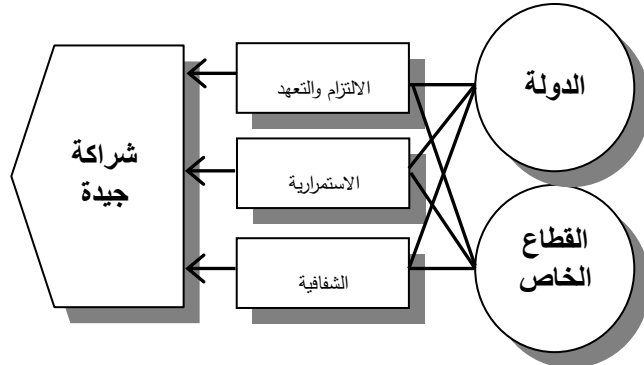 الدولة
القطاع
الخاص
الالتزام والتعهد
الاستمرارية
الشفافية
شراكة
جيدة